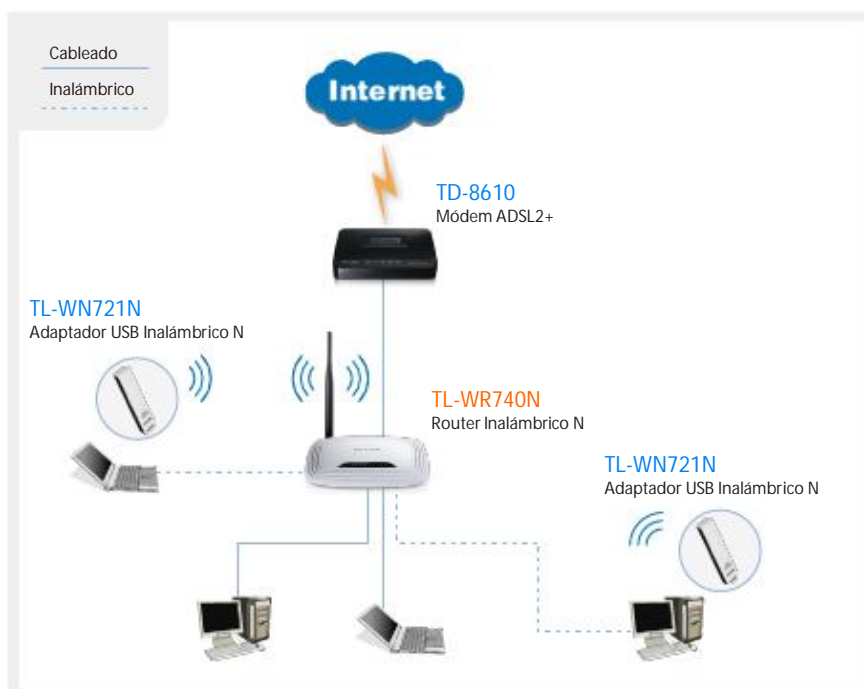 Cableado
Inalámbrico
Internet
TD-8610
Módem ADSL2+
TL-WN721N
Adaptador USB Inalámbrico N
TL-WR740N
Router Inalámbrico N
TL-WN721N
Adaptador USB Inalámbrico N